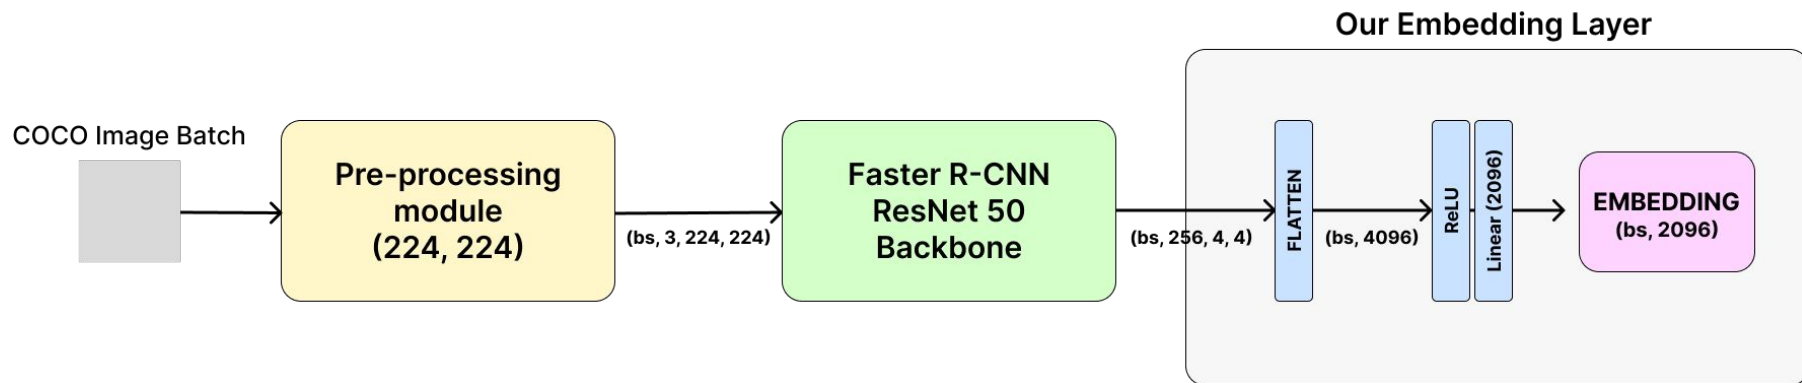 Our Embedding Layer
COCO Image Batch
Pre-processing
module
(224, 224)
(bs, 3, 224, 224)
Faster R-CNN
ResNet 50
Backbone
(bs, 256, 4, 4)
FLATTEN
(bs, 4096)
ReLU
Linear (2096)
EMBEDDING
(bs, 2096)